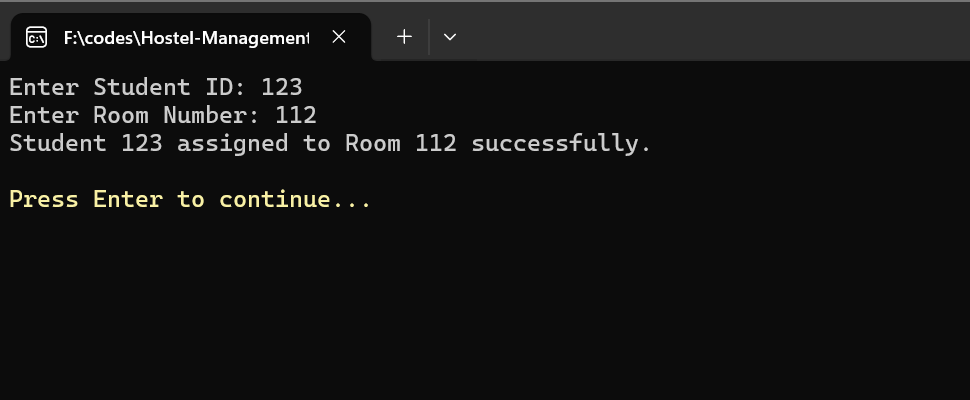 F:\codes\Hostel-Management
Enter Student ID: 123
Enter Room Number: 112
Student 123 assigned to Room 112 successfully.
Press Enter to continue...